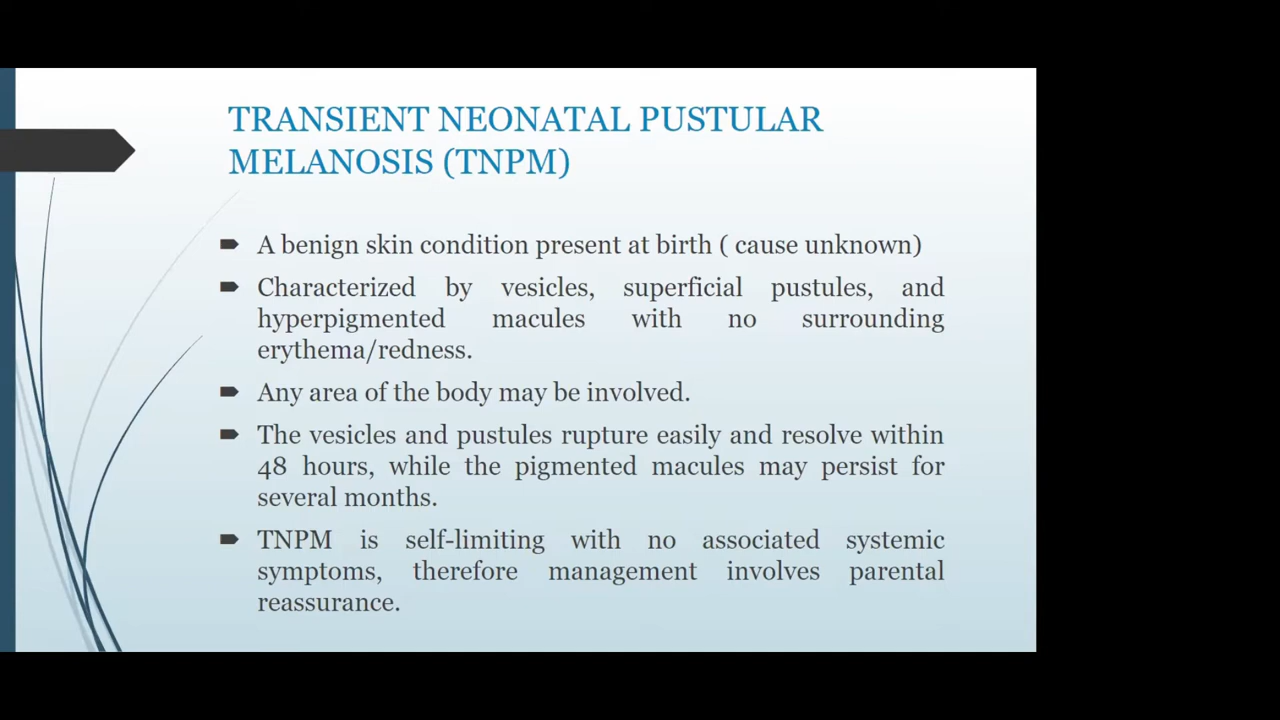 TRANSIENT NEONATAL PUSTULAR
MELANOSIS (TNPM)
A benign skin condition present at birth ( cause unknown)
Characterized by vesicles, superficial pustules, and
hyperpigmented macules with no surrounding
erythema/redness.
Any area of the body may be involved.
The vesicles and pustules rupture easily and resolve within
48 hours, while the pigmented macules may persist for
several months.
TNPM is self-limiting with no associated systemic
symptoms, therefore management involves parental
reassurance.